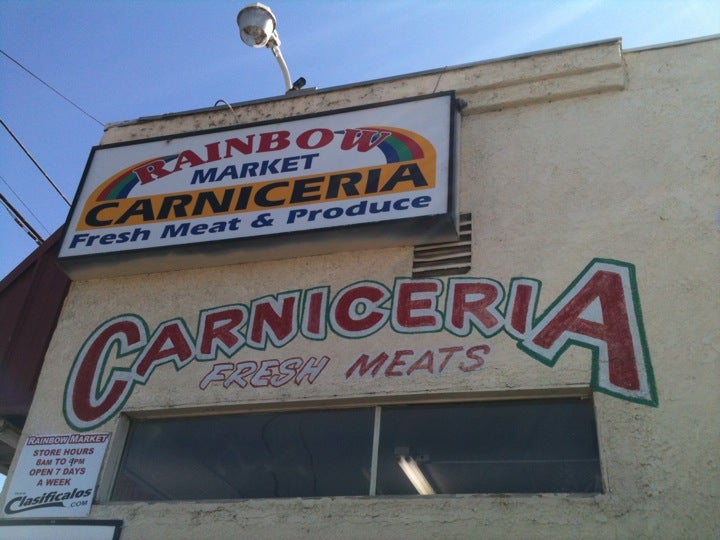 RAINBOW
MARKET
CARNICERIA
Fresh Meat & Produce
CARNICERIA
FRESH MEATS
RAINBOW MARKET
STORE HOURS
8AM TO 9PM
OPEN 7 DAYS
A WEEK
Clasificalos
.COM